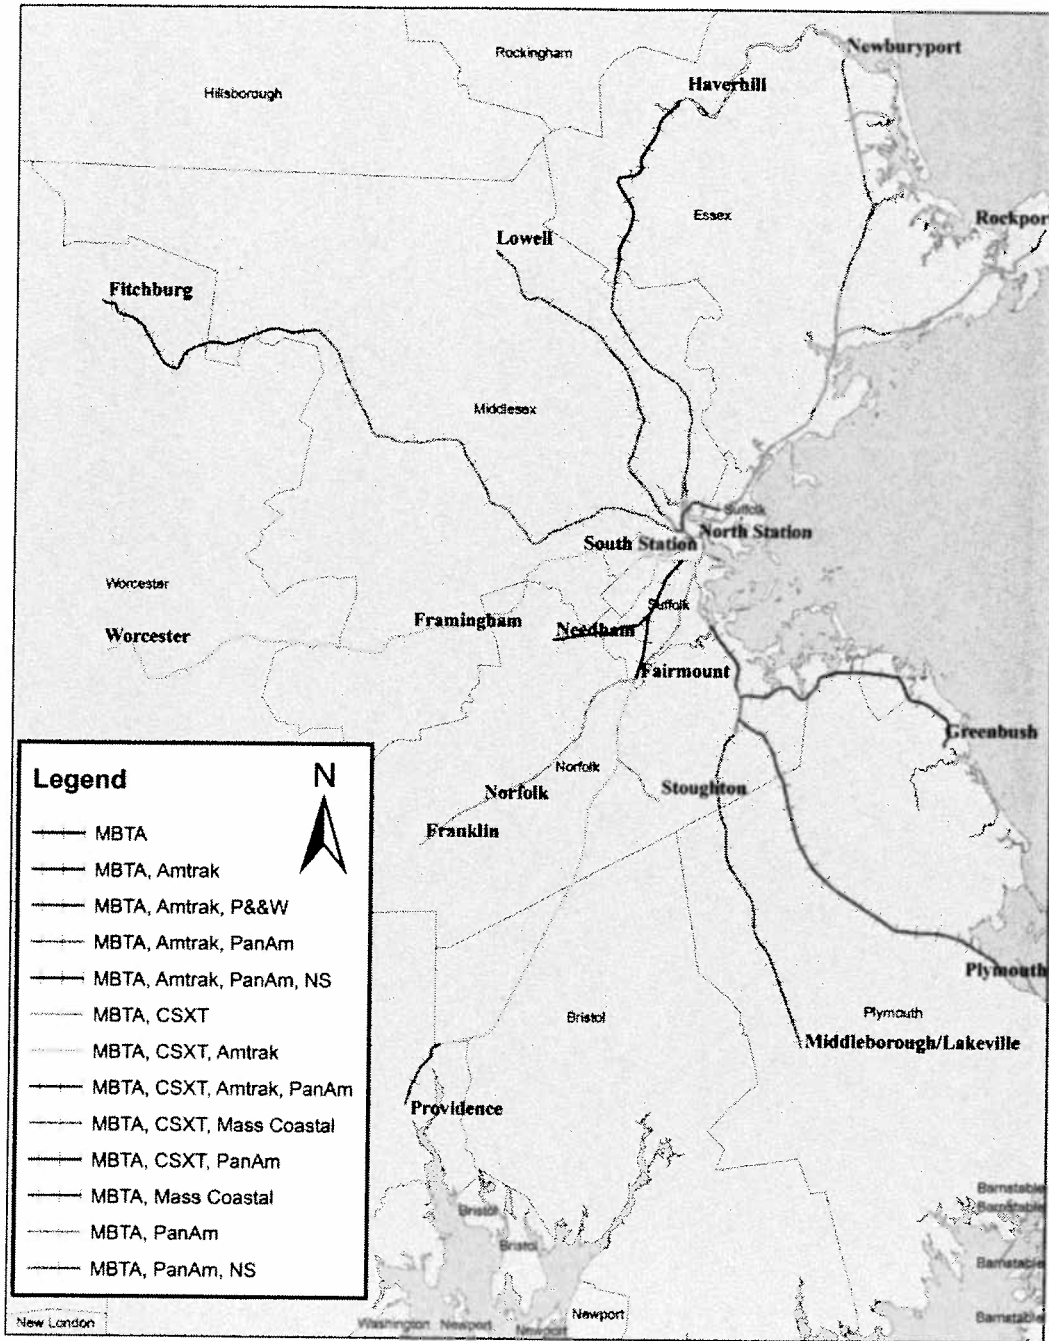 Newburyport
Rockingham
Haverhill
Hillsborough
Essex
Rockpor
Lowell
Fitchburg
Middlesex
Suffolk
North Station
South Station
Worcester
Suffolk
Framingham
Needham
Worcester
Fairmount
Greenbush
Norfolk
Stoughton
Norfolk
Franklin
Legend
N
MBTA
MBTA, Amtrak
MBTA, Amtrak, P&&W
MBTA, Amtrak, PanAm
MBTA, Amtrak, PanAm, NS
MBTA, CSXT
MBTA, CSXT, Amtrak
MBTA, CSXT, Amtrak, PanAm
MBTA, CSXT, Mass Coastal
MBTA, CSXT, PanAm
MBTA, Mass Coastal
MBTA, PanAm
MBTA, PanAm, NS
Plymouth
Bristol
Plymouth
Middleborough/Lakeville
Providence
Barnstable
Barnstable
Bristol
Bristol
Barnstable
Newport
Barnstable
New London
Washington
Newport
Newport